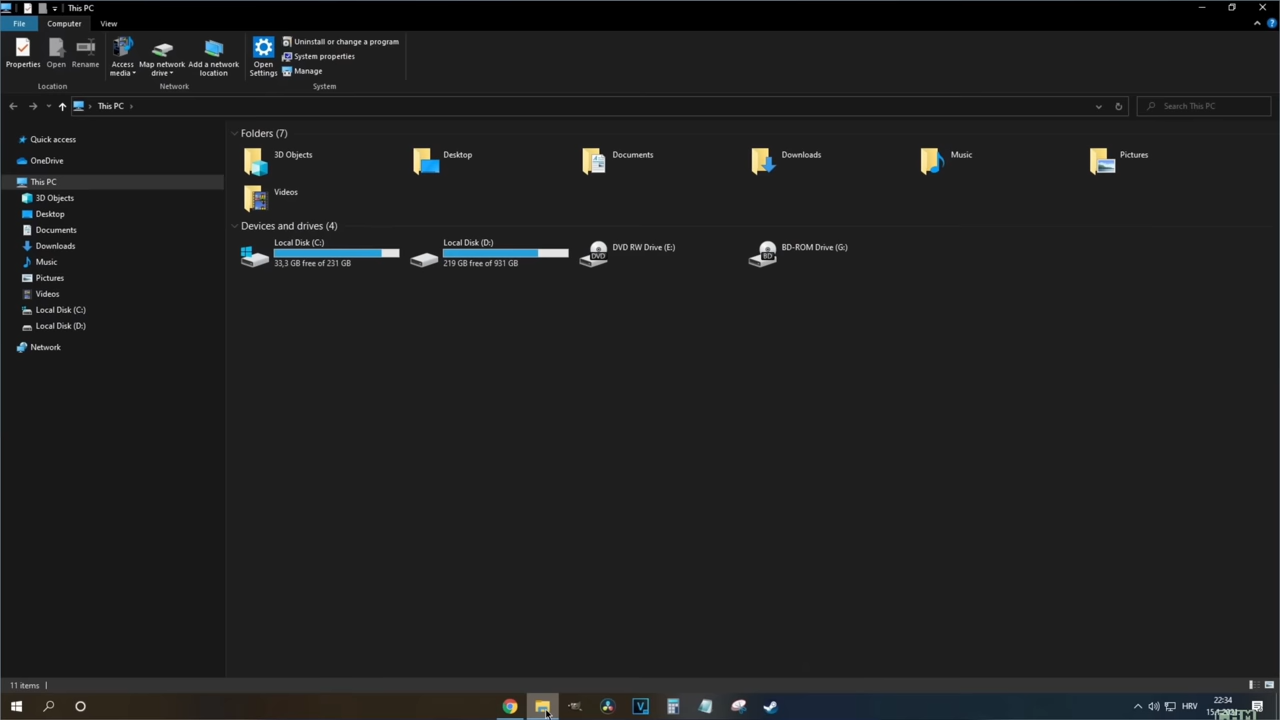 This PC
File Computer View
Properties Open Rename Access media Map network drive Add a network location Open Settings Uninstall or change a program
System properties
Manage
Location Network System
This PC Search This PC
Quick access
OneDrive
This PC
3D Objects
Desktop
Documents
Downloads
Music
Pictures
Videos
Local Disk (C:)
Local Disk (D:)
Network
Folders (7)
3D Objects Desktop Documents Downloads Music Pictures
Videos
Devices and drives (4)
Local Disk (C:)
33,3 GB free of 231 GB
Local Disk (D:)
219 GB free of 931 GB
DVD RW Drive (E:)
DVD
BD-ROM Drive (G:)
BD
11 items
HRV
22:34